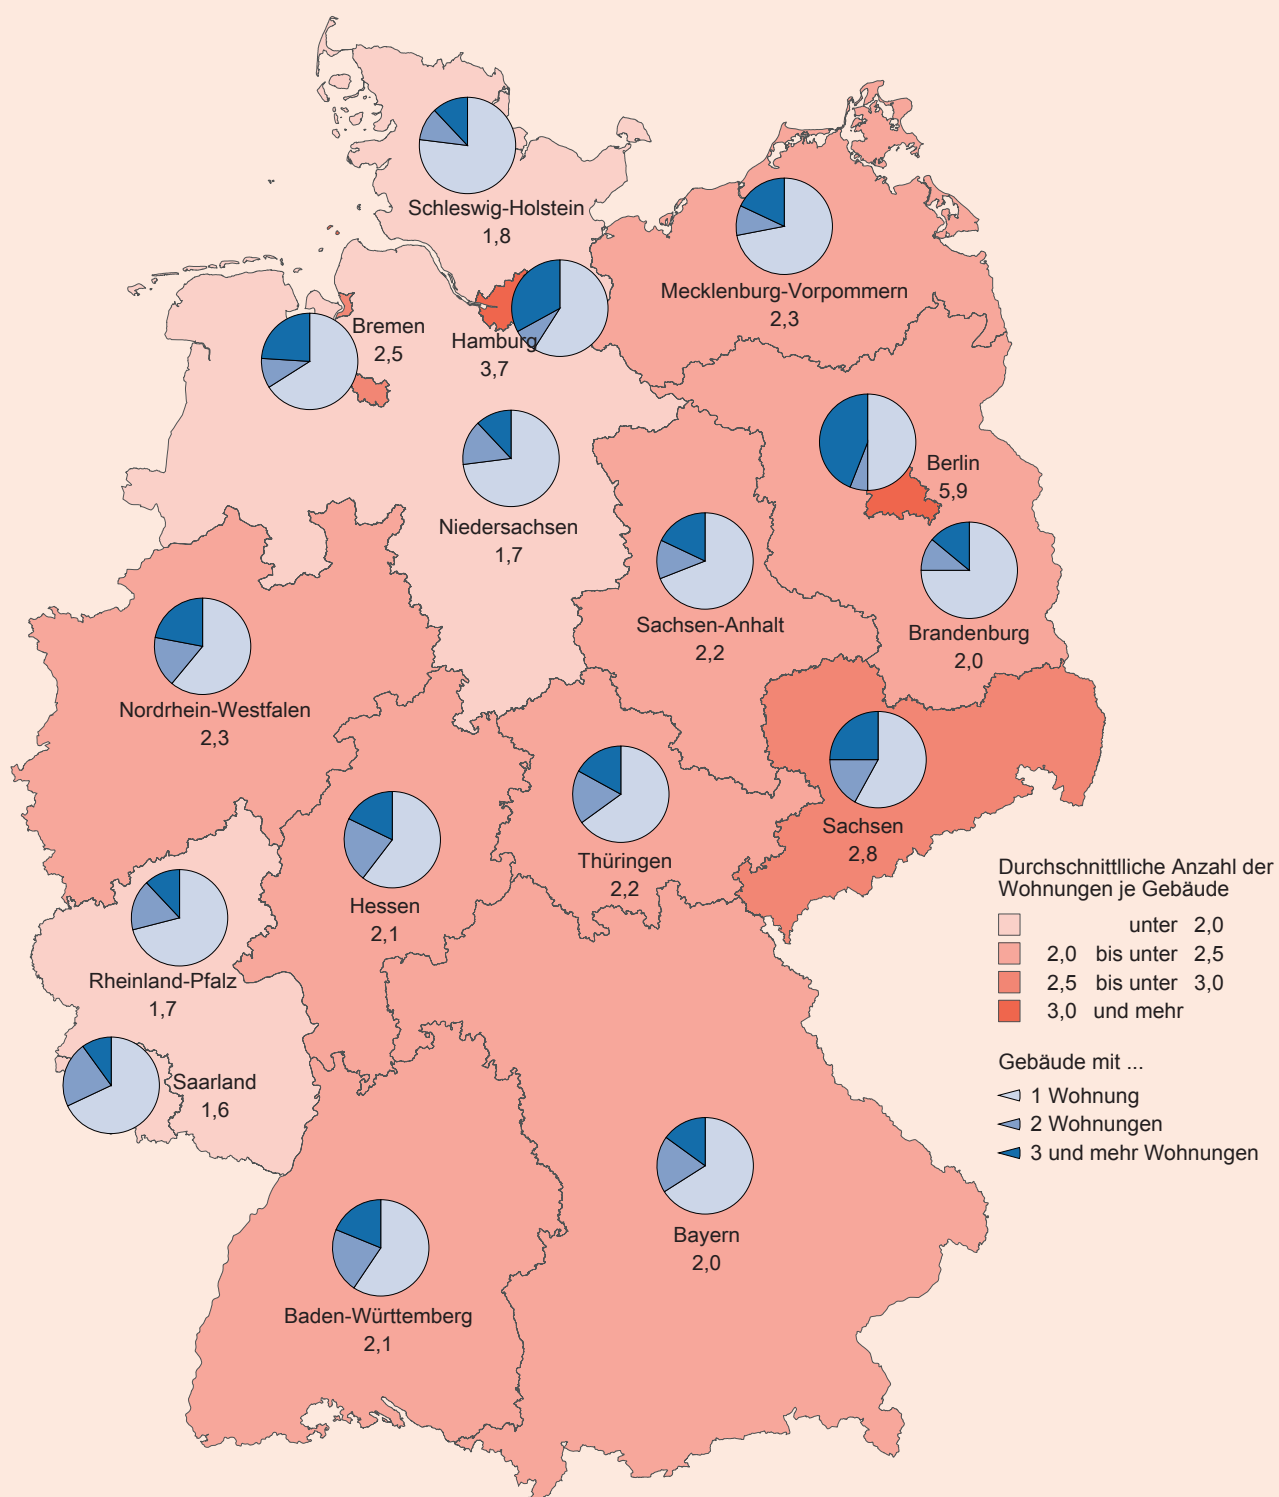 Schleswig-Holstein
1,8
Mecklenburg-Vorpommern
2,3
Bremen
2,5
Hamburg
3,7
Berlin
5,9
Niedersachsen
1,7
Sachsen-Anhalt
2,2
Brandenburg
2,0
Nordrhein-Westfalen
2,3
Sachsen
2,8
Thüringen
2,2
Hessen
2,1
Rheinland-Pfalz
1,7
Saarland
1,6
Bayern
2,0
Baden-Württemberg
2,1
Durchschnittlliche Anzahl der
Wohnungen je Gebäude
unter 2,0
2,0 bis unter 2,5
2,5 bis unter 3,0
3,0 und mehr
Gebäude mit ...
1 Wohnung
2 Wohnungen
3 und mehr Wohnungen